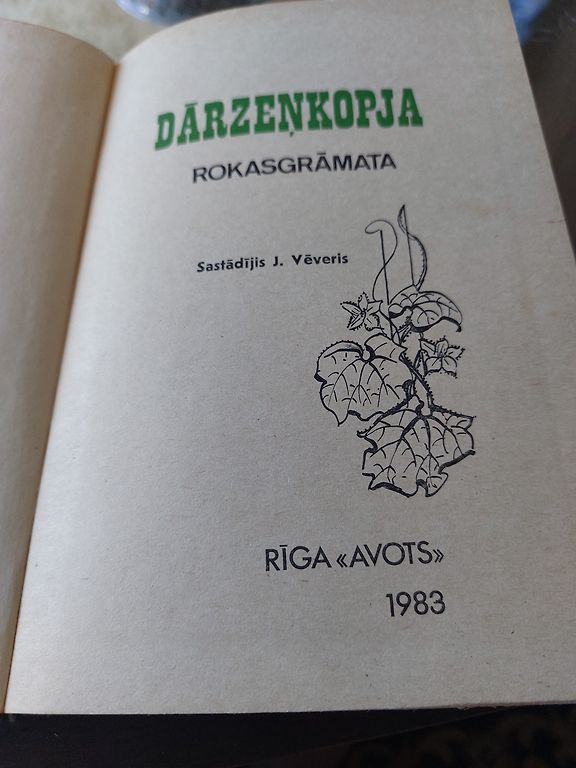 DĀRZEŅKOPJA
ROKASGRĀMATA
Sastādījis J. Vēveris
RĪGA «AVOTS»
1983